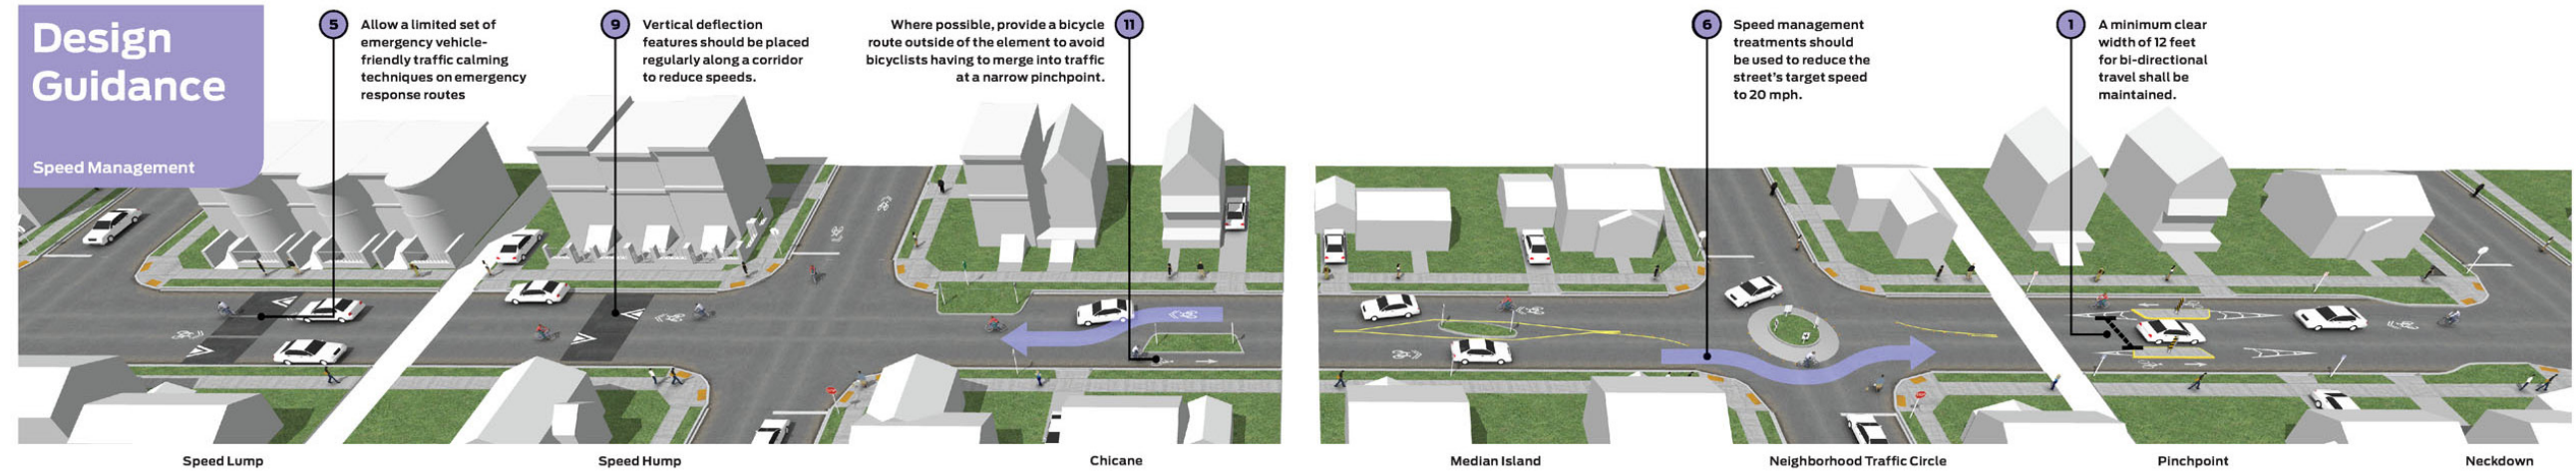 Design
Guidance
Speed Management
5
Allow a limited set of
emergency vehicle-
friendly traffic calming
techniques on emergency
response routes
9
Vertical deflection
features should be placed
regularly along a corridor
to reduce speeds.
Where possible, provide a bicycle
route outside of the element to avoid
bicyclists having to merge into traffic
at a narrow pinchpoint.
11
6
Speed management
treatments should
be used to reduce the
street's target speed
to 20 mph.
1
A minimum clear
width of 12 feet
for bi-directional
travel shall be
maintained.
Speed Lump
Speed Hump
Chicane
Median Island
Neighborhood Traffic Circle
Pinchpoint
Neckdown